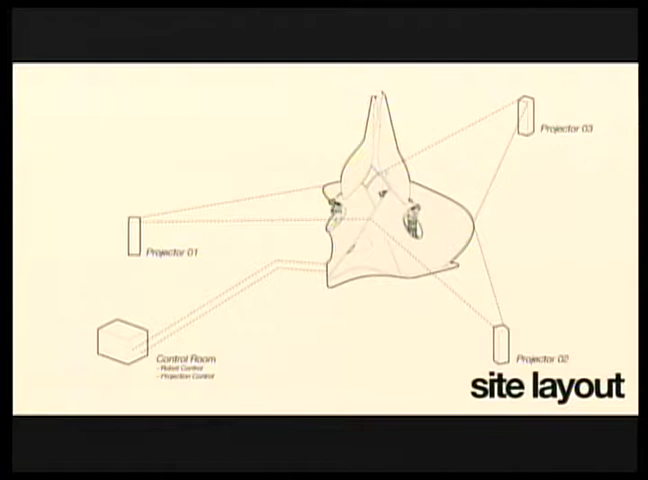 Projector 03
Projector 01
Control Room
- Robot Control
- Projection Control
Projector 02
site layout